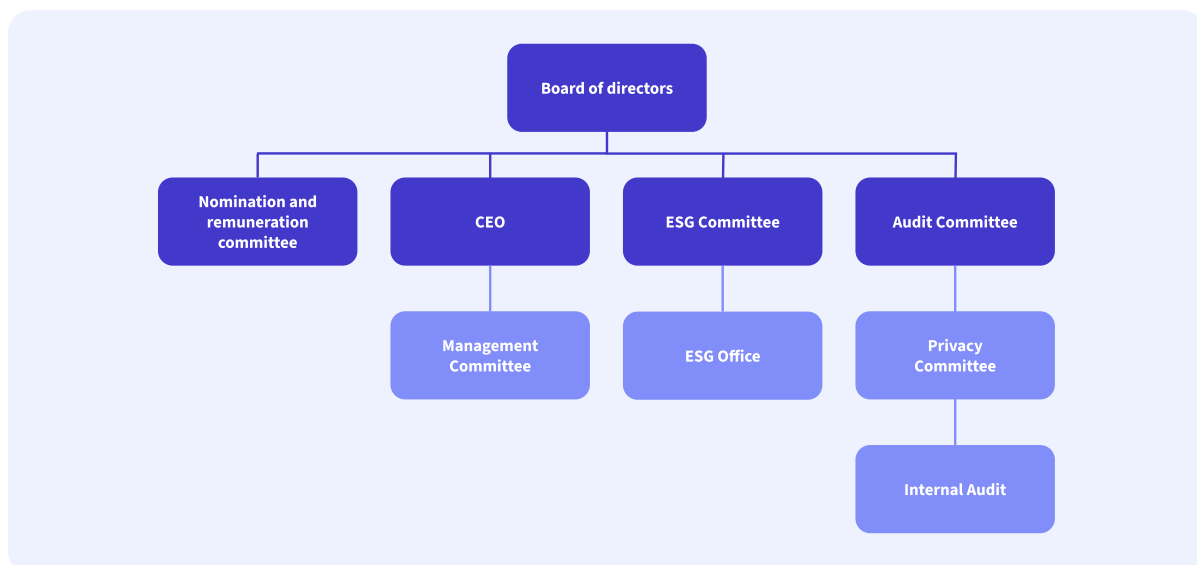 Board of directors
Nomination and
remuneration
committee
CEO
ESG Committee
Audit Committee
Management
Committee
ESG Office
Privacy
Committee
Internal Audit